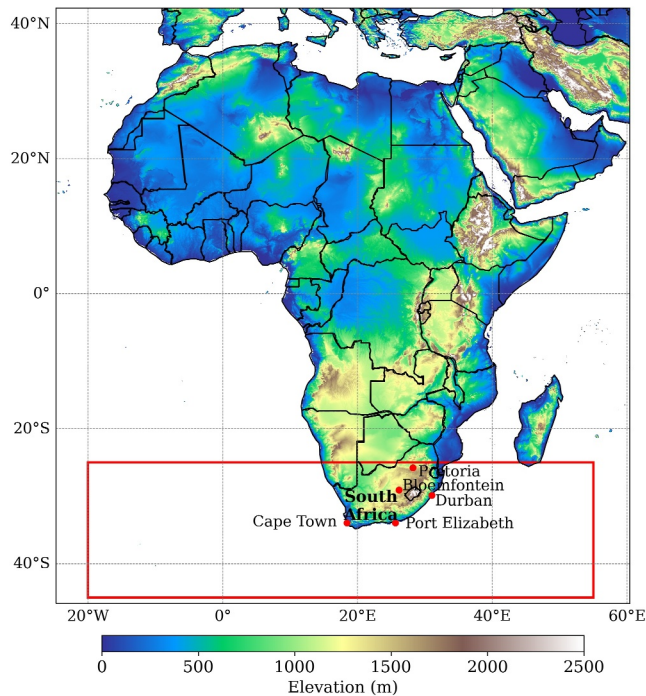 40°N
20°N
0°
20°S
40°S
Pretoria
Bloemfontein
South
Africa
Durban
Cape Town
Port Elizabeth
20°W
0°
20°E
40°E
60°E
0
500
1000
1500
2000
2500
Elevation (m)